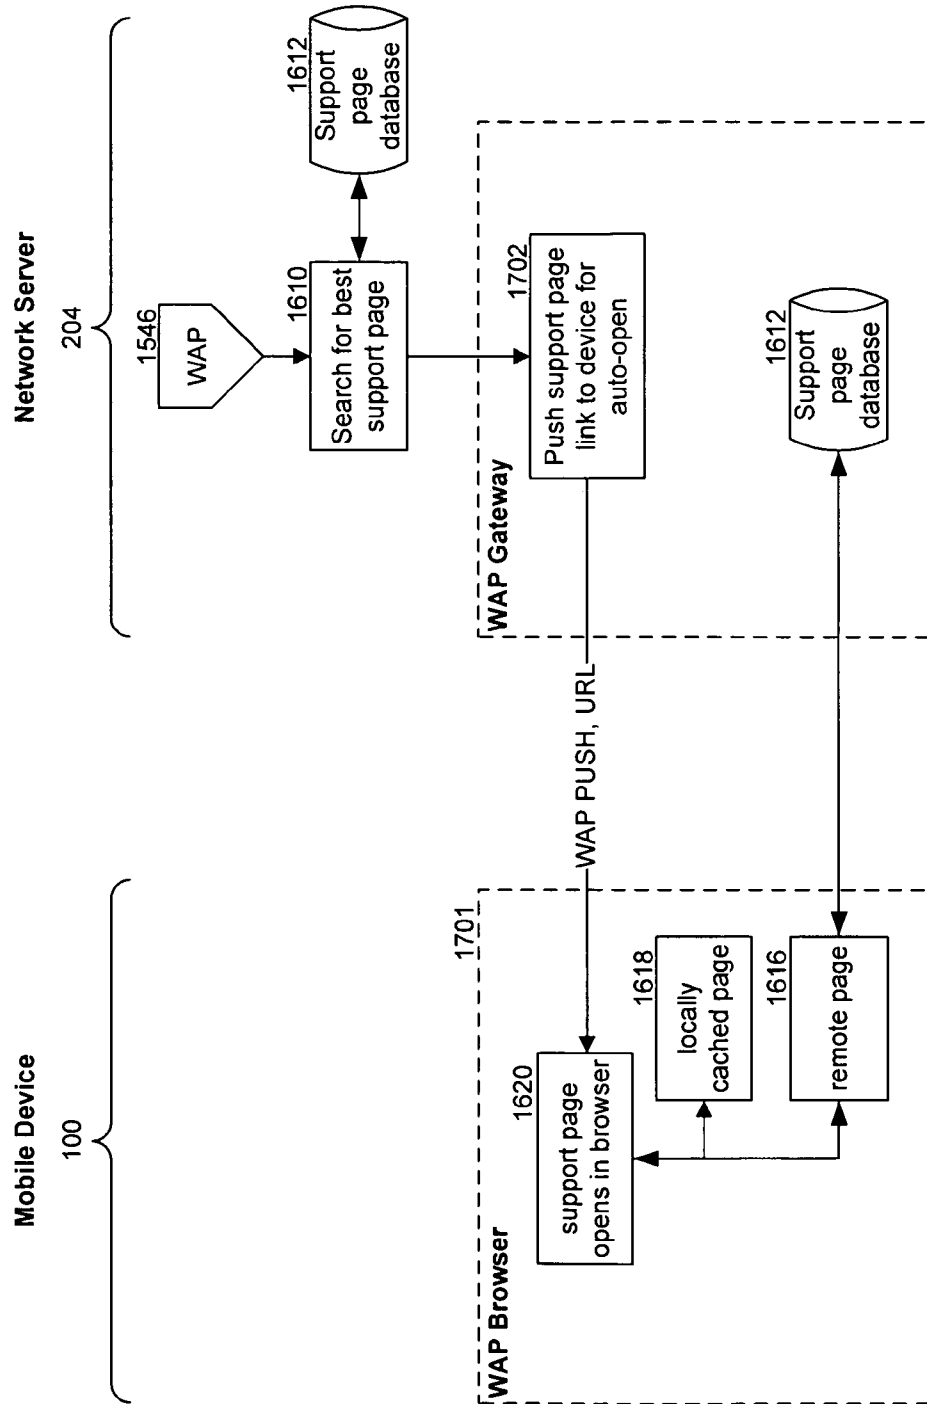 Mobile Device
100
Network Server
204
1546
WAP
1610
Search for best
support page
1612
Support
page
database
WAP Browser
1701
WAP Gateway
1620
support page
opens in browser
WAP PUSH, URL
1702
Push support page
link to device for
auto-open
1618
locally
cached page
1616
remote page
1612
Support
page
database